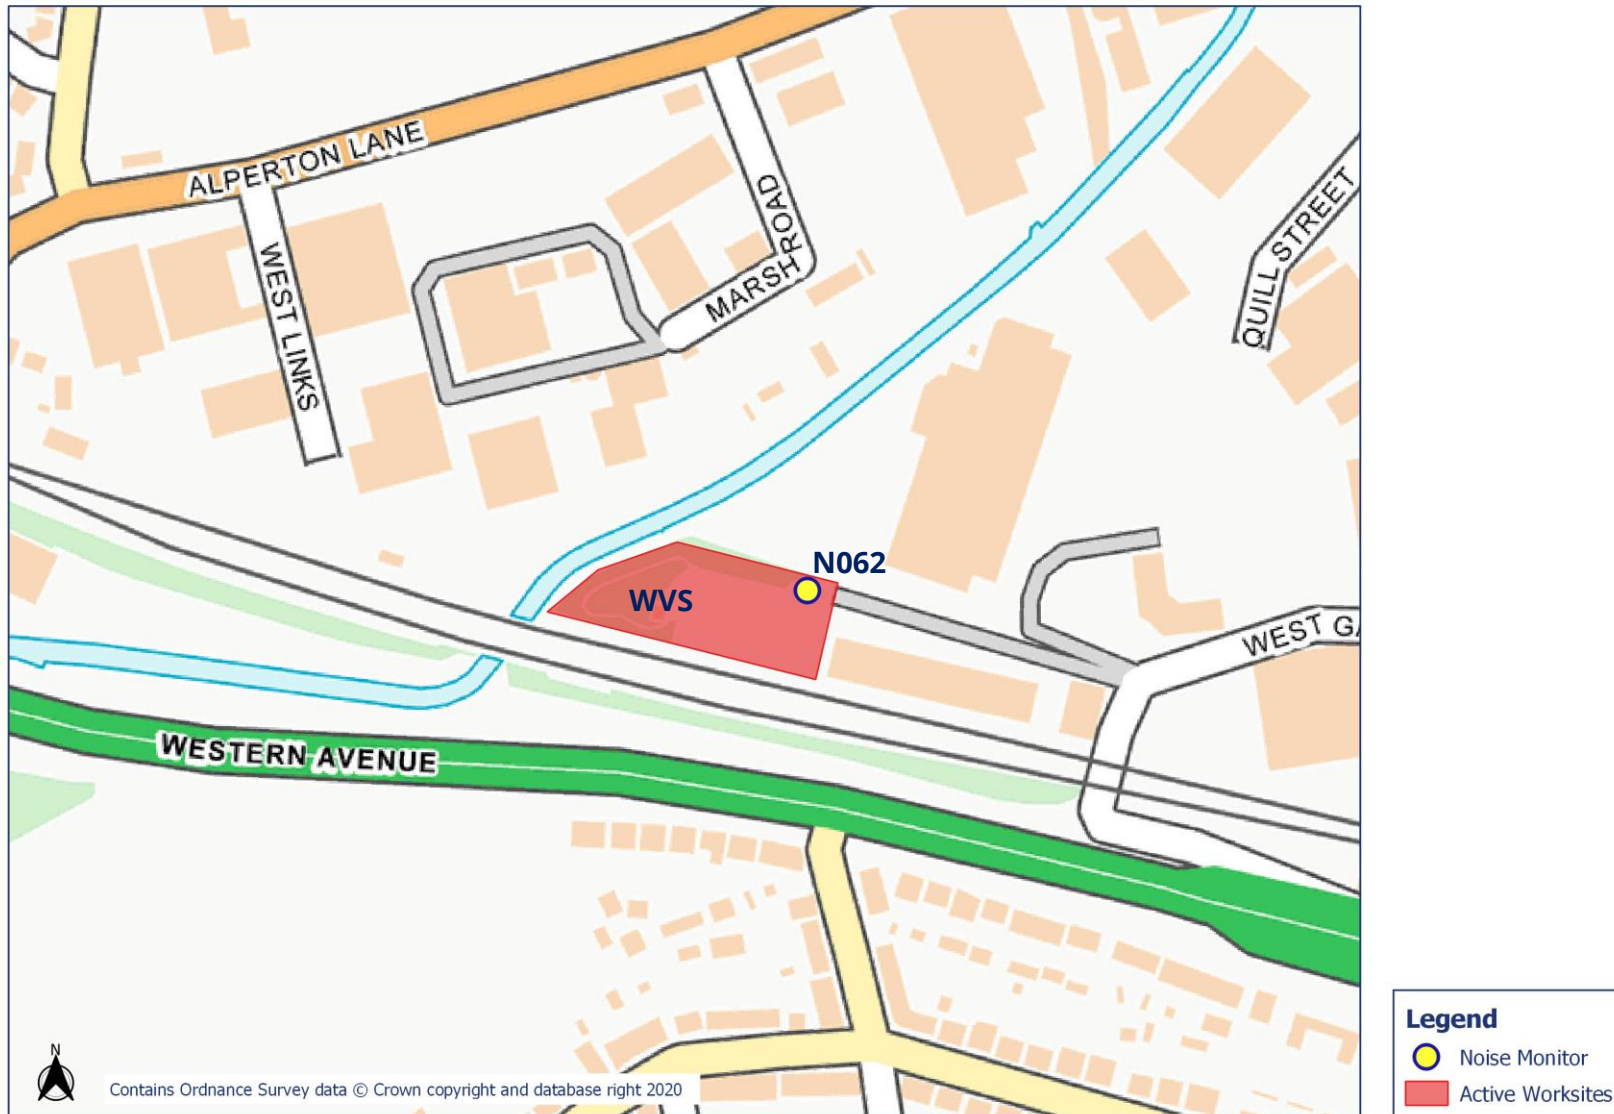 ALPERTON LANE
WEST LINKS
MARSH ROAD
QUILL STREET
N062
WVS
WEST GA
WESTERN AVENUE
N
Contains Ordnance Survey data © Crown copyright and database right 2020
Legend
Noise Monitor
Active Worksites